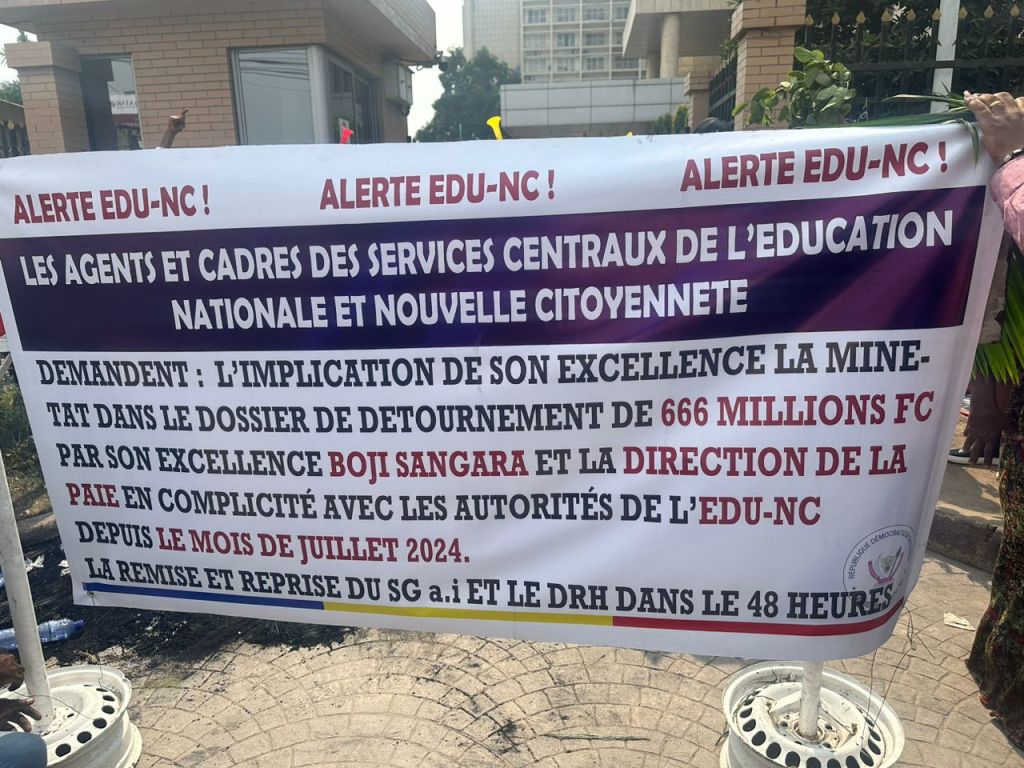 ALERTE EDU-NC !
ALERTE EDU-NC !
ALERTE EDU-NC !
LES AGENTS ET CADRES DES SERVICES CENTRAUX DE L'EDUCATION
NATIONALE ET NOUVELLE CITOYENNETE
DEMANDENT : L'IMPLICATION DE SON EXCELLENCE LA MINE-
TAT DANS LE DOSSIER DE DETOURNEMENT DE 666 MILLIONS FC
PAR SON EXCELLENCE BOJI SANGARA ET LA DIRECTION DE LA
PAIE EN COMPLICITÉ AVEC LES AUTORITÉS DE L'EDU-NC
DEPUIS LE MOIS DE JUILLET 2024.
LA REMISE ET REPRISE DU SG a.i ET LE DRH DANS LE 48 HEURES
RÉPUBLIQUE DÉMOCRATIQUE